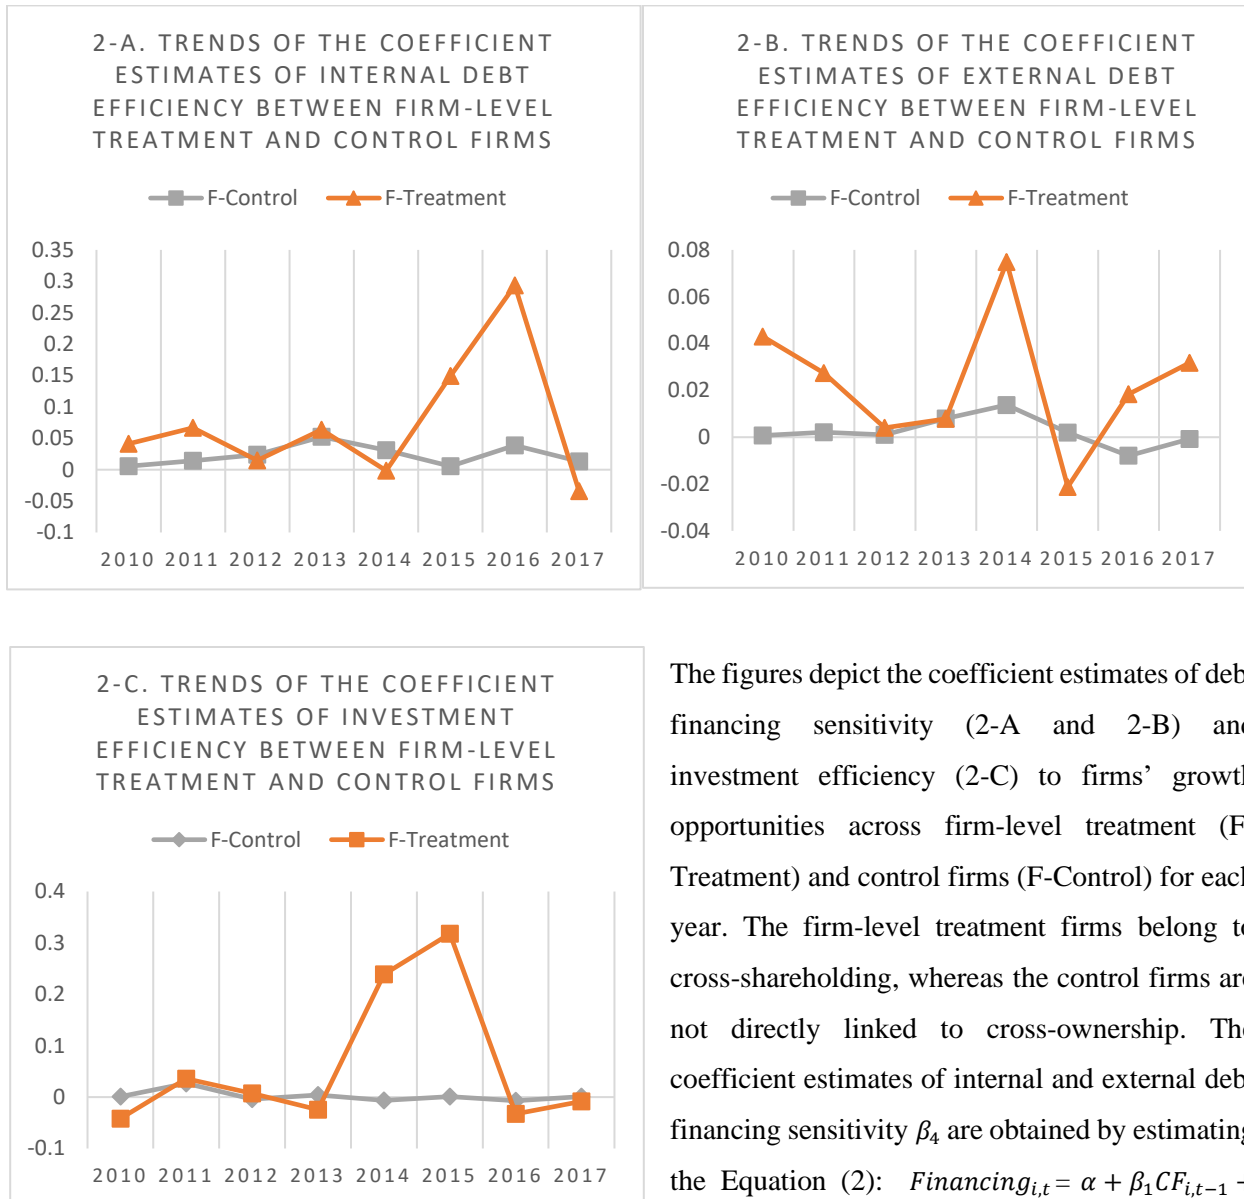 2-A. TRENDS OF THE COEFFICIENT
ESTIMATES OF INTERNAL DEBT
EFFICIENCY BETWEEN FIRM-LEVEL
TREATMENT AND CONTROL FIRMS
F-Control F-Treatment
0.35
0.3
0.25
0.2
0.15
0.1
0.05
0
-0.05
-0.1
2010 2011 2012 2013 2014 2015 2016 2017
2-B. TRENDS OF THE COEFFICIENT
ESTIMATES OF EXTERNAL DEBT
EFFICIENCY BETWEEN FIRM-LEVEL
TREATMENT AND CONTROL FIRMS
F-Control F-Treatment
0.08
0.06
0.04
0.02
0
-0.02
-0.04
2010 2011 2012 2013 2014 2015 2016 2017
2-C. TRENDS OF THE COEFFICIENT
ESTIMATES OF INVESTMENT
EFFICIENCY BETWEEN FIRM-LEVEL
TREATMENT AND CONTROL FIRMS
F-Control F-Treatment
0.4
0.3
0.2
0.1
0
-0.1
2010 2011 2012 2013 2014 2015 2016 2017
The figures depict the coefficient estimates of deb
financing sensitivity (2-A and 2-B) and
investment efficiency (2-C) to firms’ growth
opportunities across firm-level treatment (F-
Treatment) and control firms (F-Control) for each
year. The firm-level treatment firms belong to
cross-shareholding, whereas the control firms are
not directly linked to cross-ownership. The
coefficient estimates of internal and external deb
financing sensitivity β₄ are obtained by estimating
the Equation (2): Financingᵢ,ₜ = α + β₁CFᵢ,ₜ₋₁ −